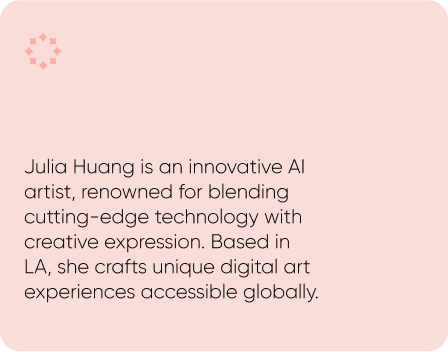 Julia Huang is an innovative AI
artist, renowned for blending
cutting-edge technology with
creative expression. Based in
LA, she crafts unique digital art
experiences accessible globally.